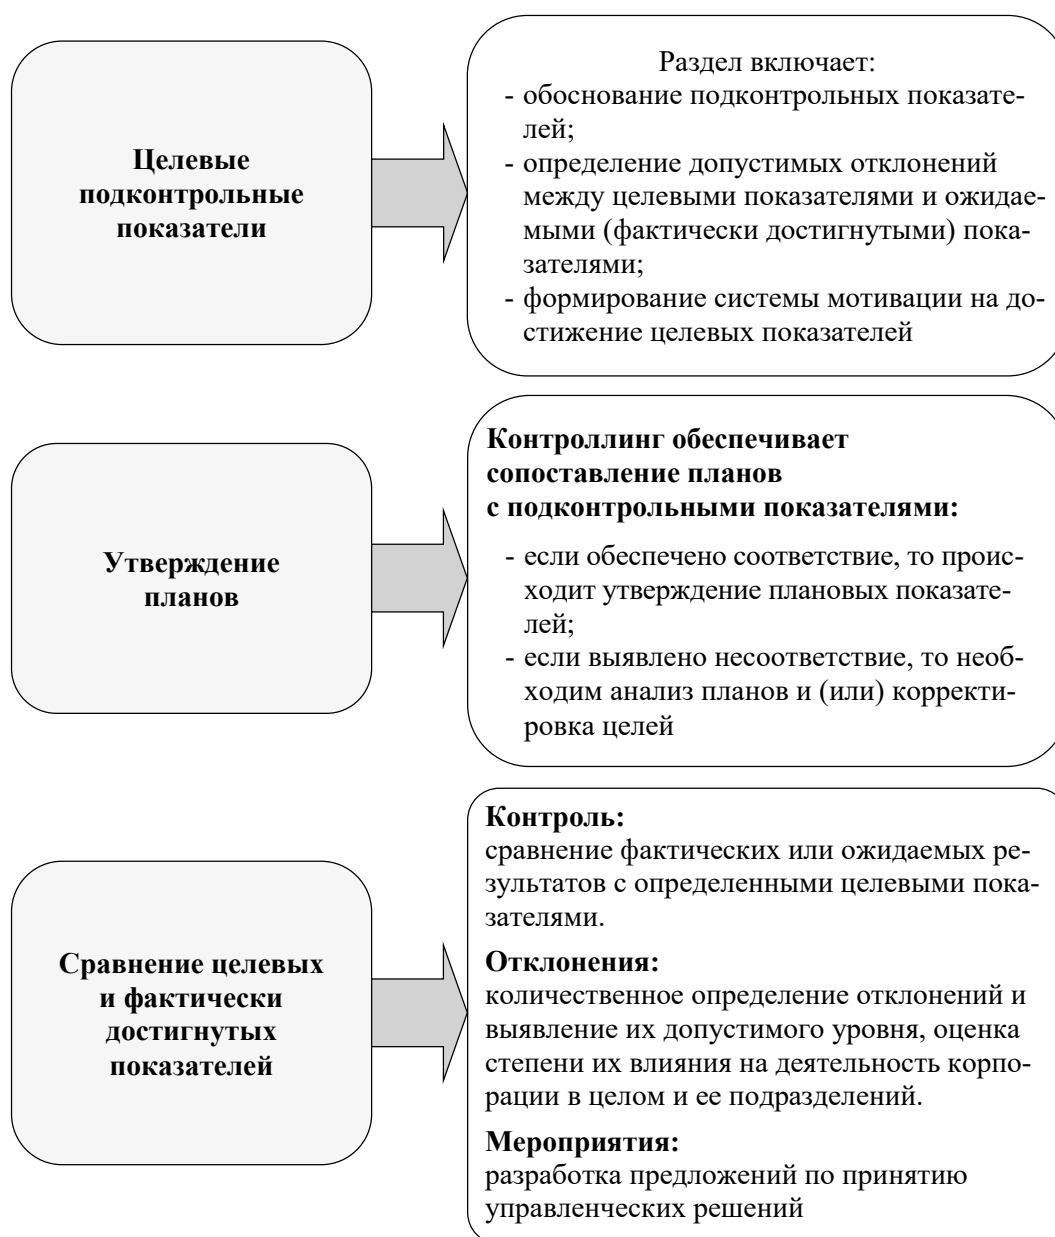 Целевые
подконтрольные
показатели
Раздел включает:
- обоснование подконтрольных показате-
лей;
- определение допустимых отклонений
между целевыми показателями и ожидае-
мыми (фактически достигнутыми) пока-
зателями;
- формирование системы мотивации на до-
стижение целевых показателей
Утверждение
планов
Контроллинг обеспечивает
сопоставление планов
с подконтрольными показателями:
- если обеспечено соответствие, то проис-
ходит утверждение плановых показате-
лей;
- если выявлено несоответствие, то необ-
ходим анализ планов и (или) корректи-
ровка целей
Сравнение целевых
и фактически
достигнутых
показателей
Контроль:
сравнение фактических или ожидаемых ре-
зультатов с определенными целевыми пока-
зателями.
Отклонения:
количественное определение отклонений и
выявление их допустимого уровня, оценка
степени их влияния на деятельность корпо-
рации в целом и ее подразделений.
Мероприятия:
разработка предложений по принятию
управленческих решений